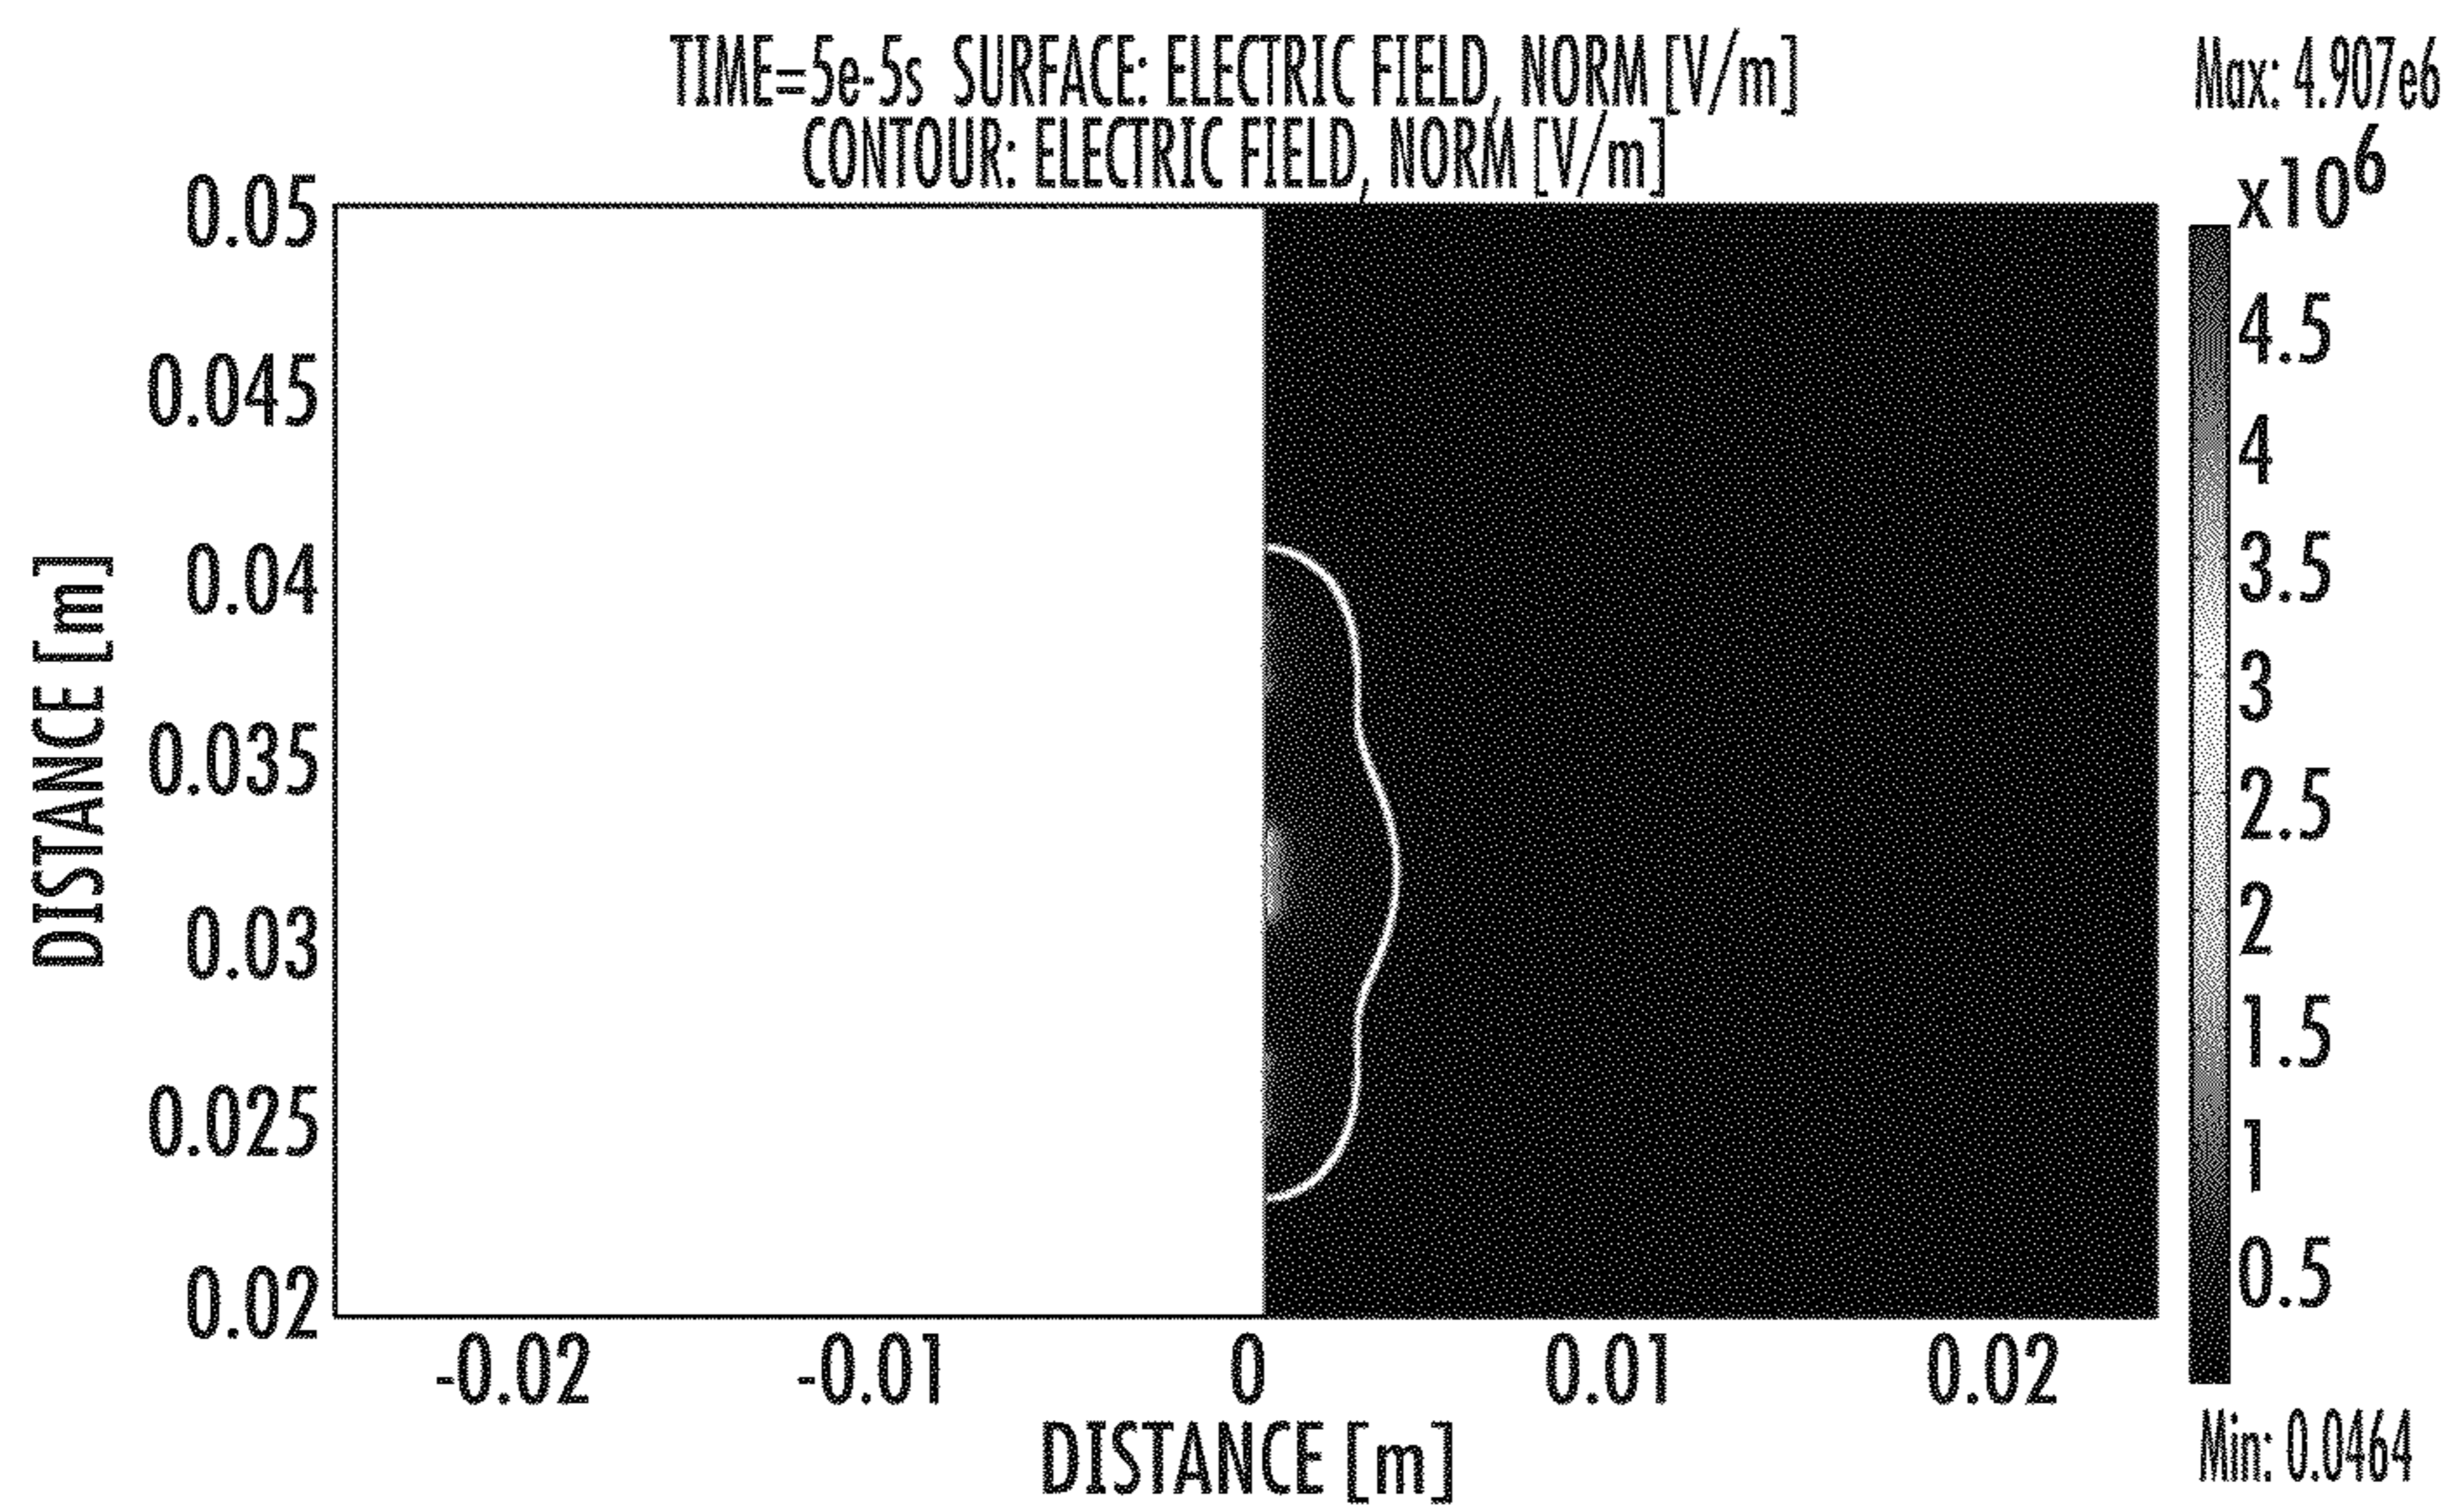 TIME=5e-5s SURFACE: ELECTRIC FIELD, NORM [V/m]
CONTOUR: ELECTRIC FIELD, NORM [V/m]
Max: 4.907e6
x10^6
0.05
0.045
0.04
0.035
0.03
0.025
0.02
DISTANCE [m]
-0.02 -0.01 0 0.01 0.02
DISTANCE [m]
4.5
4
3.5
3
2.5
2
1.5
1
0.5
Min: 0.0464